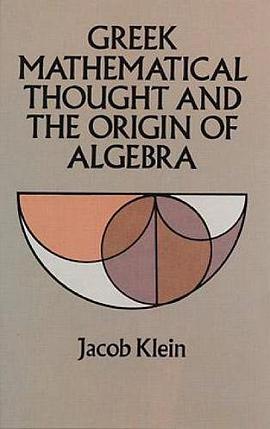 GREEK
MATHEMATICAL
THOUGHT AND
THE ORIGIN OF
ALGEBRA
Jacob Klein